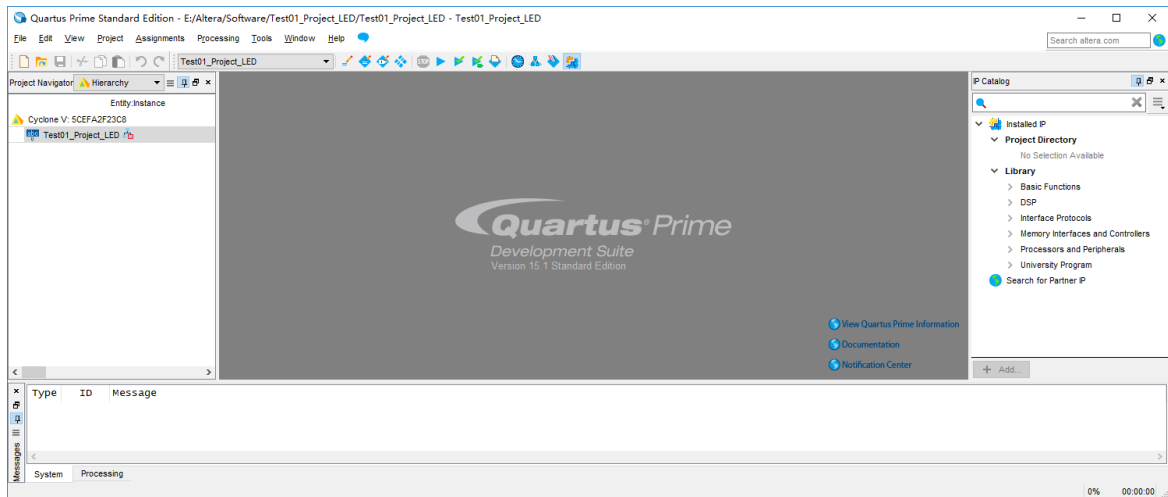 Quartus Prime Standard Edition - E:/Altera/Software/Test01_Project_LED/Test01_Project_LED - Test01_Project_LED
File Edit View Project Assignments Processing Tools Window Help
Search altera.com
Test01_Project_LED
STOP
Project Navigator Hierarchy
Entity:Instance
Cyclone V: 5CEFA2F23C8
abc Test01_Project_LED
Quartus Prime
Development Suite
Version 15.1 Standard Edition
View Quartus Prime Information
Documentation
Notification Center
IP Catalog
Installed IP
Project Directory
No Selection Available
Library
Basic Functions
DSP
Interface Protocols
Memory Interfaces and Controllers
Processors and Peripherals
University Program
Search for Partner IP
+ Add...
Type ID Message
Messages
System Processing
0% 00:00:00